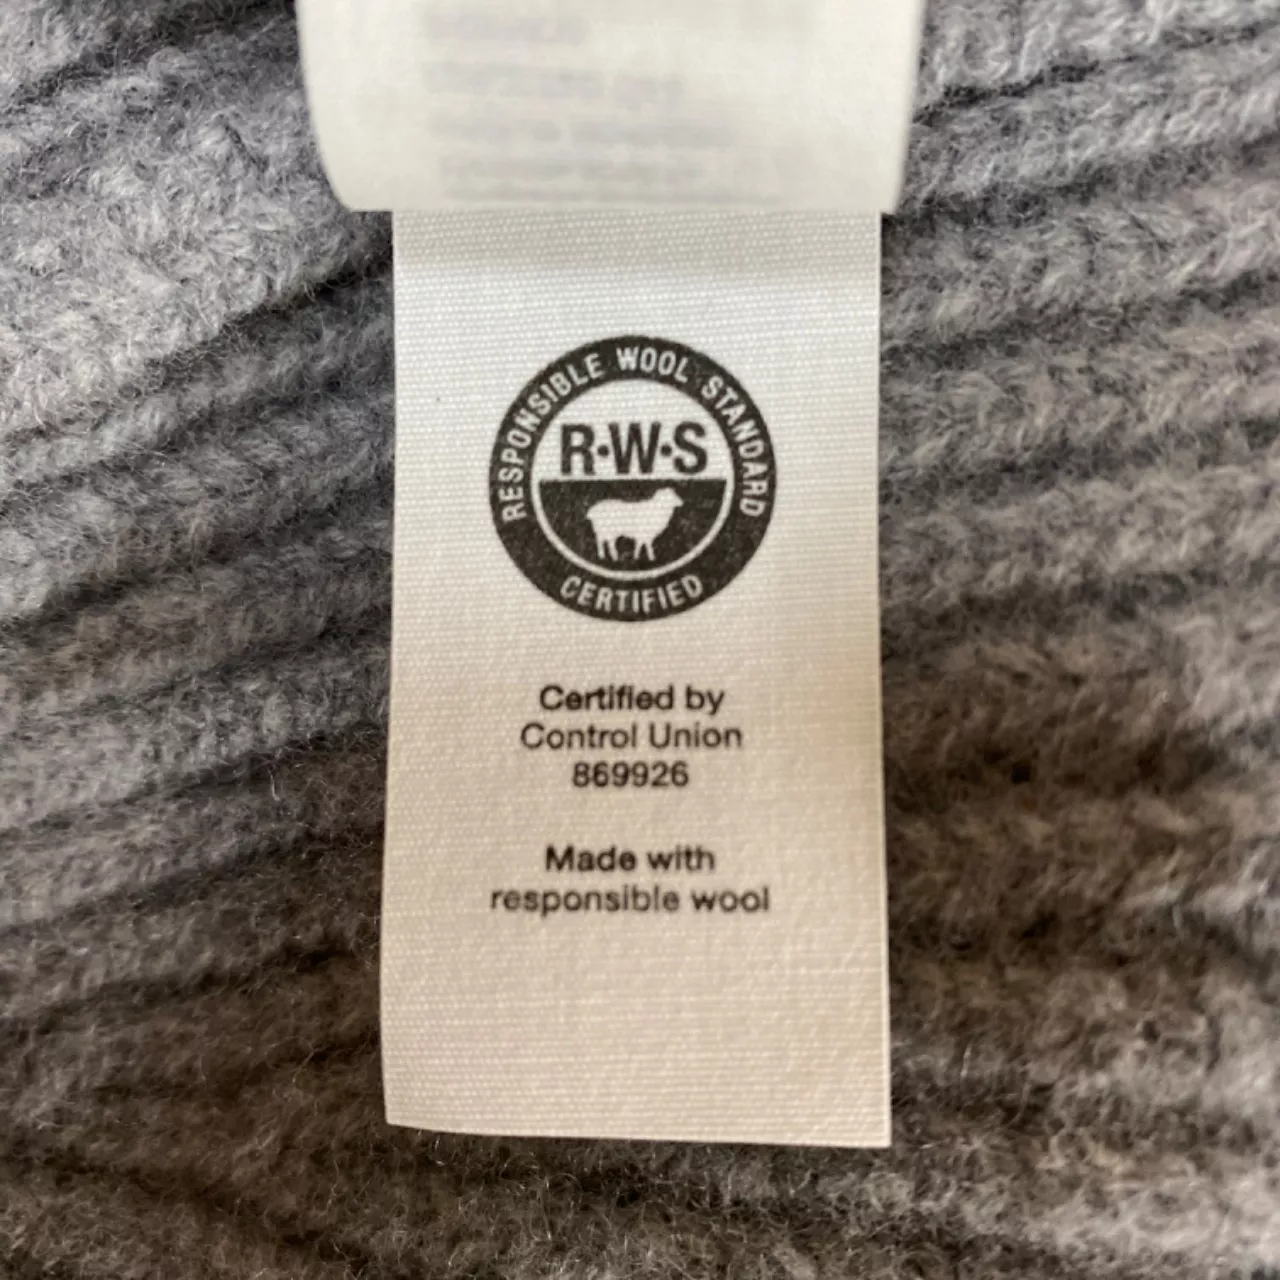 RESPONSIBLE WOOL STANDARD
R·W·S
CERTIFIED
Certified by
Control Union
869926
Made with
responsible wool